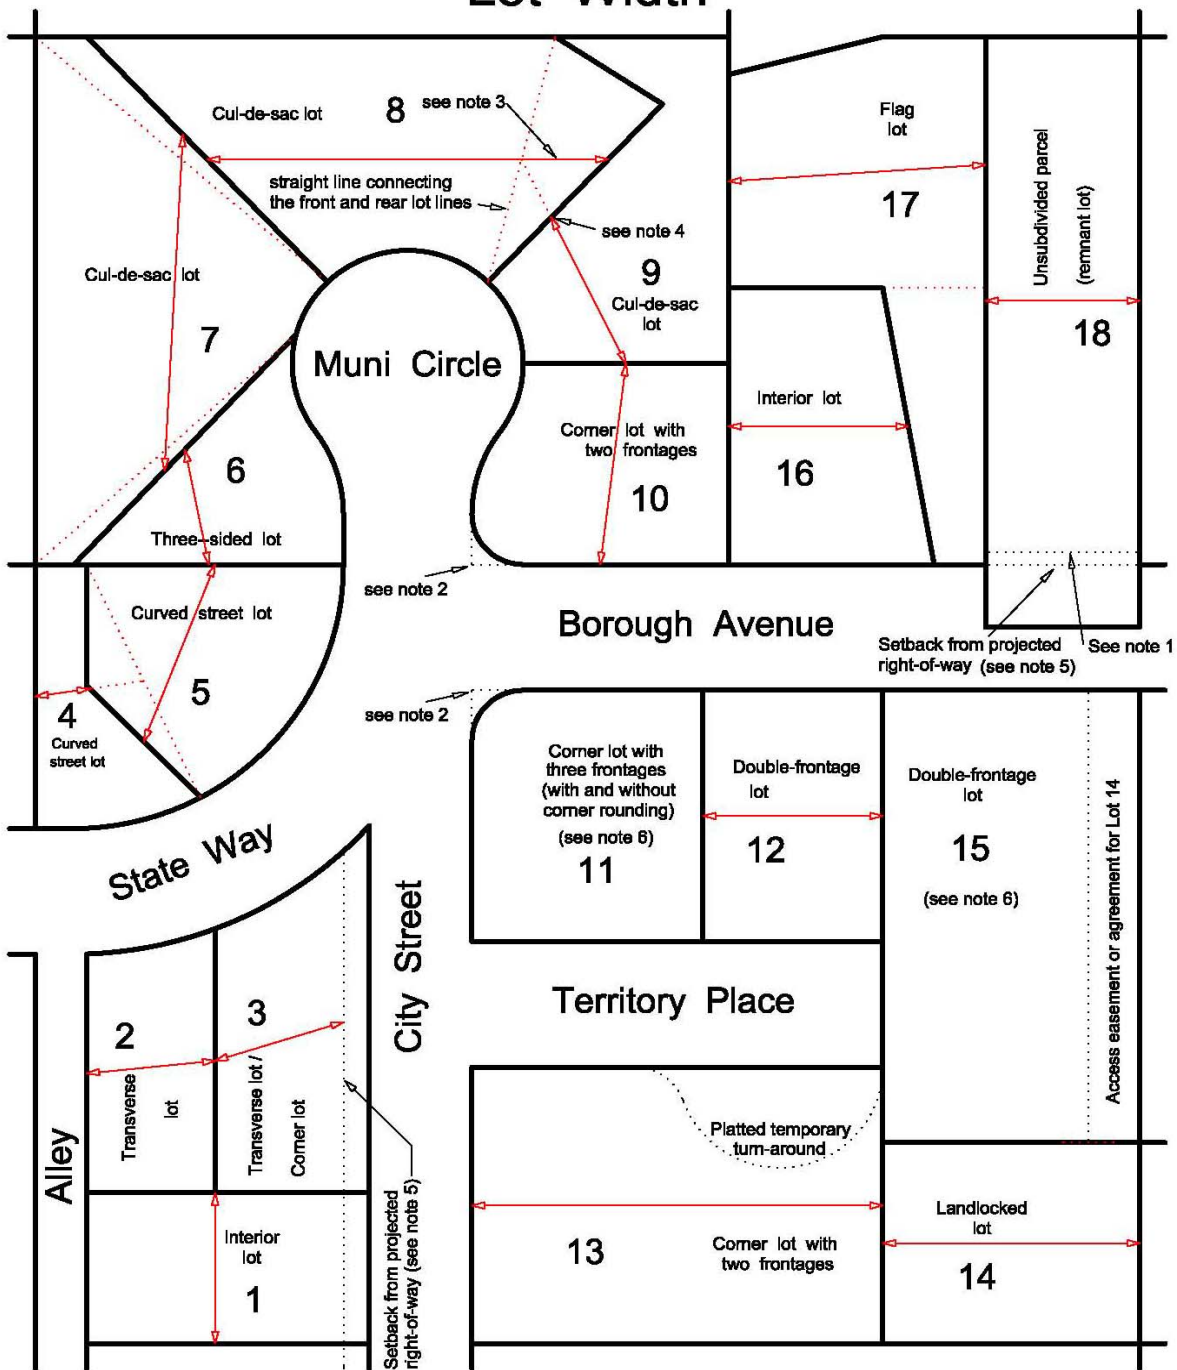 Lot Width
Cul-de-sac lot
8
see note 3
straight line connecting
the front and rear lot lines
see note 4
Flag
lot
17
Unsubdivided parcel
(remnant lot)
18
Cul-de-sac lot
7
9
Cul-de-sac
lot
Muni Circle
6
Three-sided lot
Corner lot with
two frontages
10
Interior lot
16
see note 2
Borough Avenue
Setback from projected
right-of-way (see note 5)
See note 1
Curved street lot
5
4
Curved
street lot
see note 2
Corner lot with
three frontages
(with and without
corner rounding)
(see note 6)
11
Double-frontage
lot
12
Double-frontage
lot
15
(see note 6)
Access easement or agreement for Lot 14
State Way
City Street
Territory Place
2
Transverse
lot
3
Transverse lot /
Corner lot
Alley
Setback from projected
right-of-way (see note 5)
Platted temporary
turn-around
Interior
lot
1
13
Corner lot with
two frontages
Landlocked
lot
14